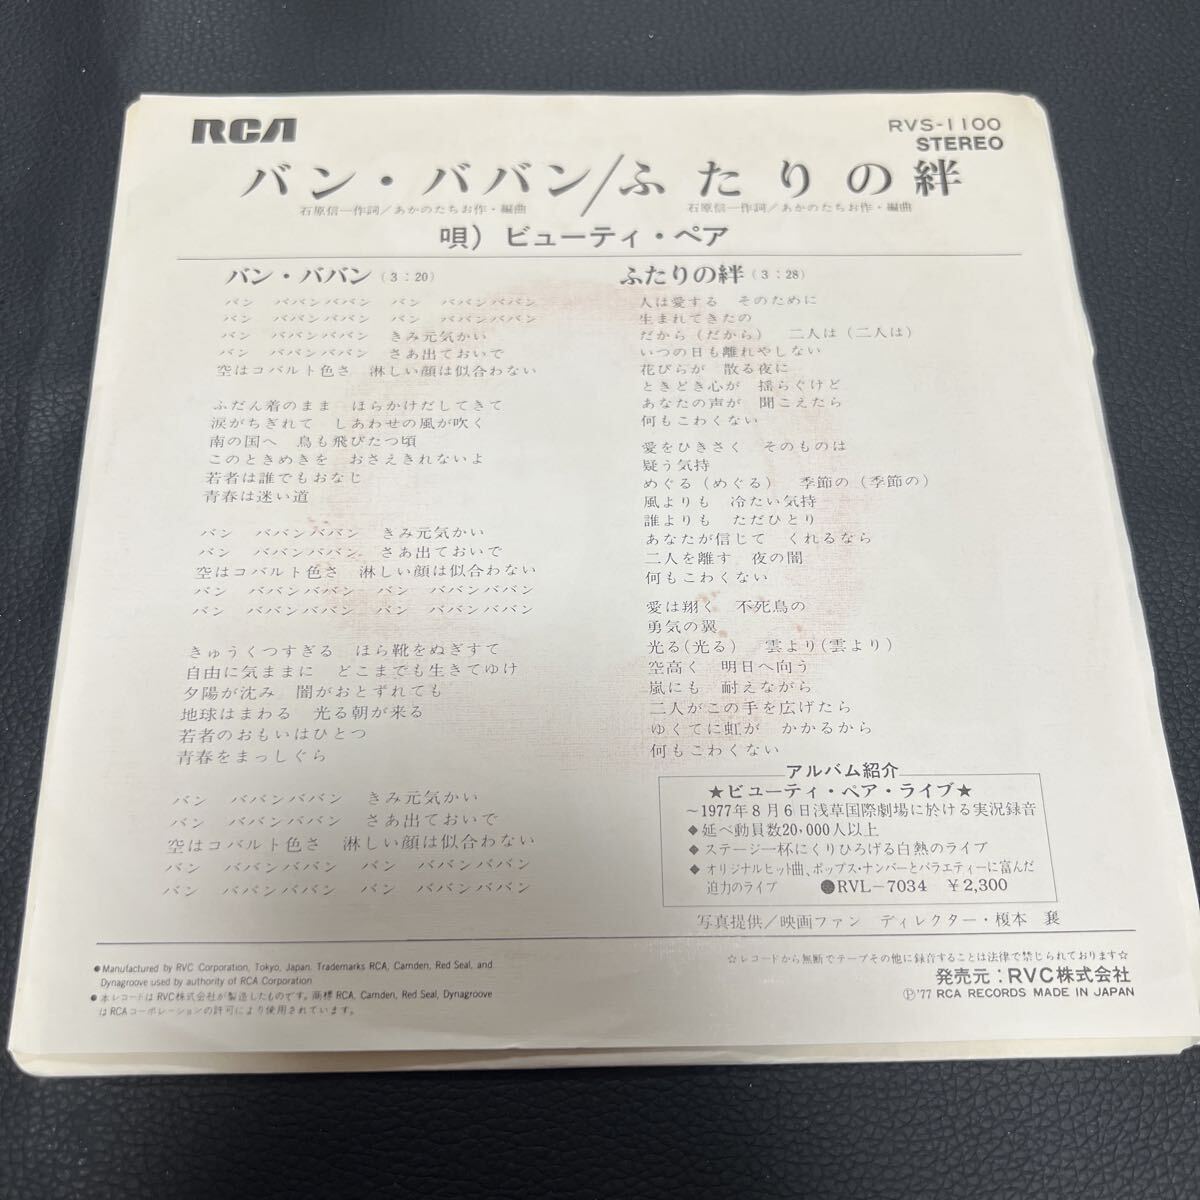 RCA
RVS-1100
STEREO
バン・ババン/ふたりの絆
石原信一作詞/あかのたちお作・編曲
石原信一作詞/あかのたちお作・編曲
唄) ビューティ・ペア
バン・ババン (3:20)
バン ババンババン バン ババンババン
バン ババンババン バン ババンババン
バン ババンババン きみ元気かい
バン ババンババン さあ出ておいで
空はコバルト色さ 淋しい顔は似合わない
ふだん着のまま ほらかけだしてきて
涙がちぎれて しあわせの風が吹く
南の国へ 鳥も飛びたつ頃
このときめきを おさえきれないよ
若者は誰でもおなじ
青春は迷い道
バン ババンババン きみ元気かい
バン ババンババン さあ出ておいで
空はコバルト色さ 淋しい顔は似合わない
バン ババンババン バン ババンババン
バン ババンババン バン ババンババン
きゅうくつすぎる ほら靴をぬぎすて
自由に気ままに どこまでも生きてゆけ
夕陽が沈み 闇がおとずれても
地球はまわる 光る朝が来る
若者のおもいはひとつ
青春をまっしぐら
バン ババンババン きみ元気かい
バン ババンババン さあ出ておいで
空はコバルト色さ 淋しい顔は似合わない
バン ババンババン バン ババンババン
バン ババンババン バン ババンババン
ふたりの絆 (3:28)
人は愛する そのために
生まれてきたの
だから(だから) 二人は(二人は)
いつの日も離れやしない
花びらが 散る夜に
ときどき心が 揺らぐけど
あなたの声が 聞こえたら
何もこわくない
愛をひきさく そのものは
疑う気持
めぐる(めぐる) 季節の(季節の)
風よりも 冷たい気持
誰よりも ただひとり
あなたが信じて くれるなら
二人を離す 夜の闇
何もこわくない
愛は翔く 不死鳥の
勇気の翼
光る(光る) 雲より(雲より)
空高く 明日へ向う
嵐にも 耐えながら
二人がこの手を広げたら
ゆくてに虹が かかるから
何もこわくない
アルバム紹介
★ビューティ・ペア・ライブ★
〜1977年8月6日浅草国際劇場に於ける実況録音
◆延べ動員数20,000人以上
◆ステージ一杯にくりひろげる白熱のライブ
◆オリジナルヒット曲、ポップス・ナンバーとバラエティーに富んだ
迫力のライブ ●RVL-7034 ¥2,300
写真提供/映画ファン ディレクター・榎本 襄
●Manufactured by RVC Corporation, Tokyo, Japan. Trademarks RCA, Camden, Red Seal, and
Dynagroove used by authority of RCA Corporation
●本レコードはRVC株式会社が製造したものです。商標RCA, Camden, Red Seal, Dynagroove
はRCAコーポレーションの許可により使用されています。
☆レコードから無断でテープその他に録音することは法律で禁じられております☆
発売元:RVC株式会社
Ⓟ'77 RCA RECORDS MADE IN JAPAN